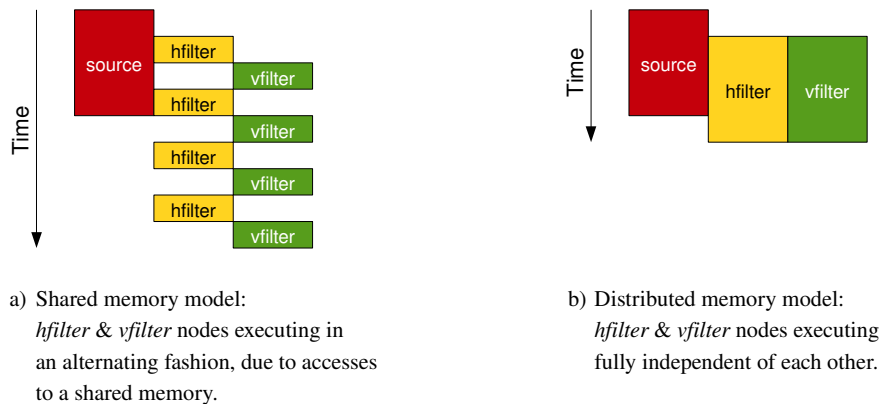 Time
source
hfilter
vfilter
hfilter
vfilter
hfilter
vfilter
hfilter
vfilter
a) Shared memory model:
hfilter & vfilter nodes executing in
an alternating fashion, due to accesses
to a shared memory.
Time
source
hfilter
vfilter
b) Distributed memory model:
hfilter & vfilter nodes executing
fully independent of each other.